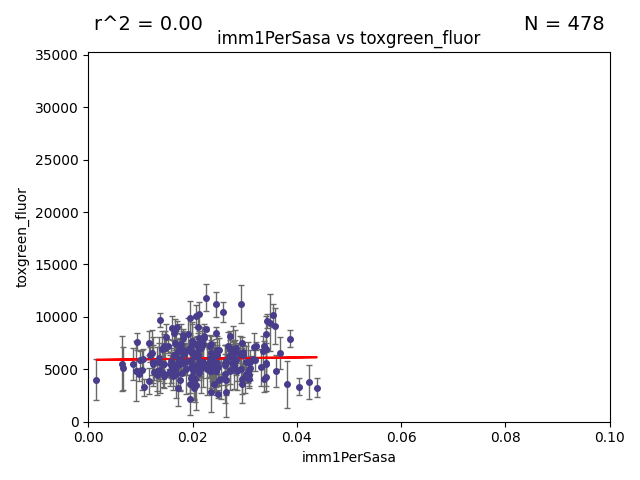 r^2 = 0.00
N = 478
imm1PerSasa vs toxgreen_fluor
35000
30000
25000
20000
15000
10000
5000
0
toxgreen_fluor
0.00
0.02
0.04
0.06
0.08
0.10
imm1PerSasa